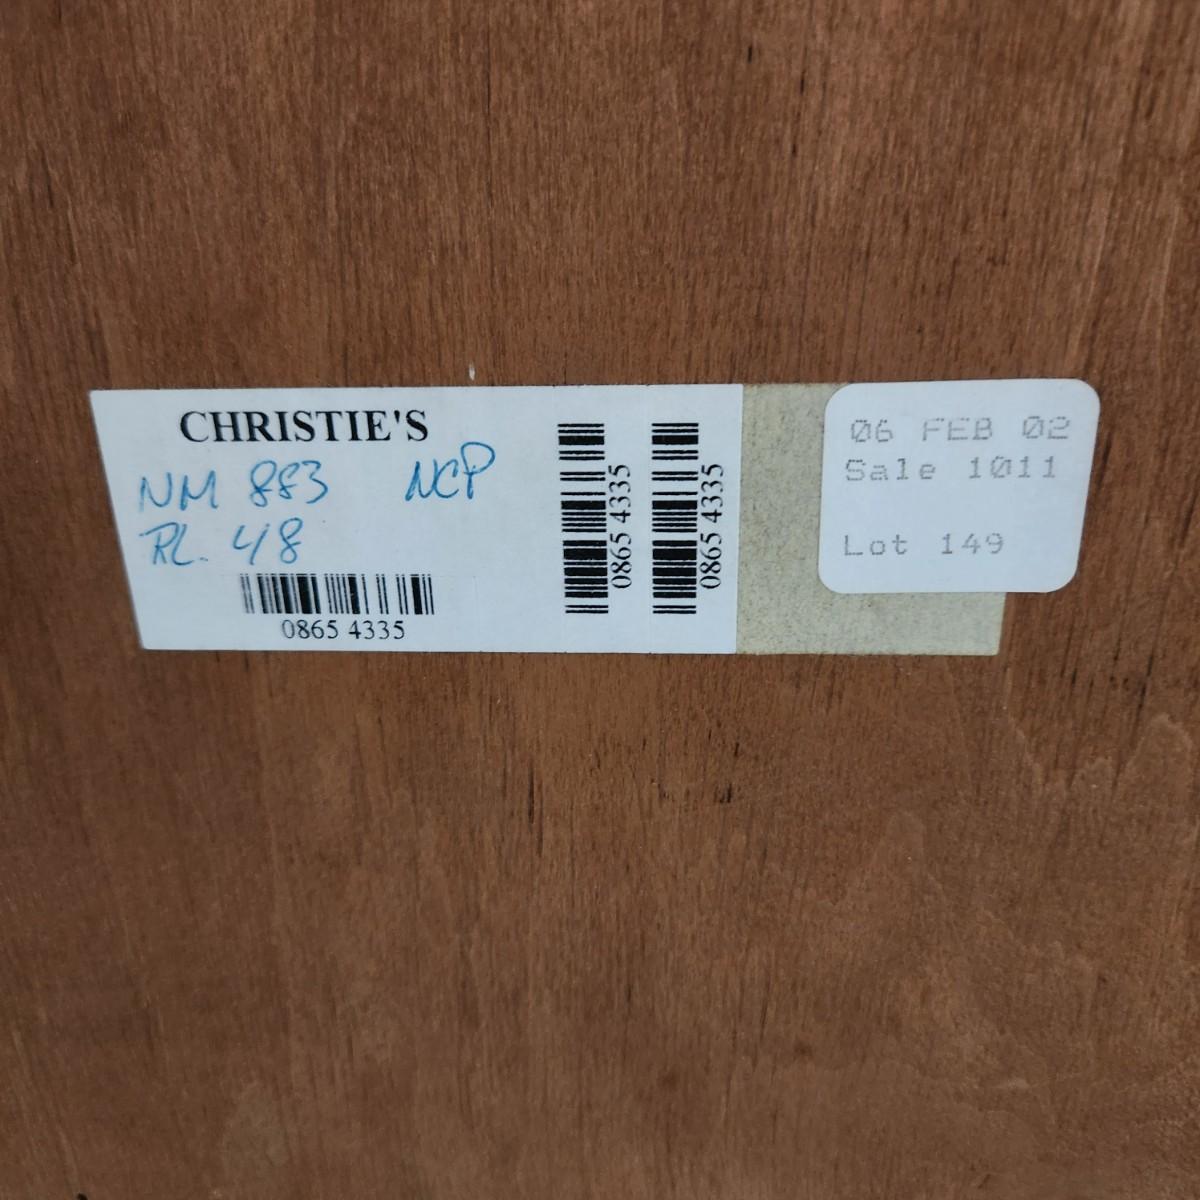 CHRISTIE'S
NM 883 NCP
RL. 48
0865 4335
0865 4335
0865 4335
06 FEB 02
Sale 1011
Lot 149